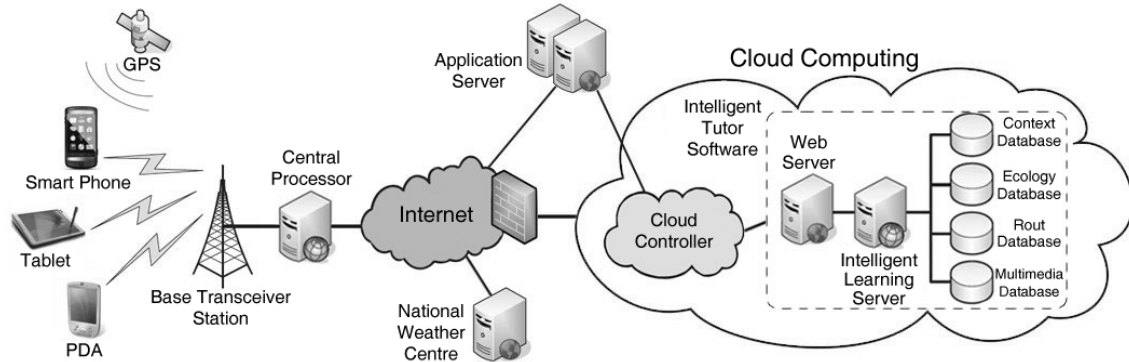 GPS
Smart Phone
Tablet
PDA
Base Transceiver
Station
Central
Processor
Internet
National
Weather
Centre
Application
Server
Cloud Computing
Cloud
Controller
Intelligent
Tutor
Software
Web
Server
Intelligent
Learning
Server
Context
Database
Ecology
Database
Rout
Database
Multimedia
Database